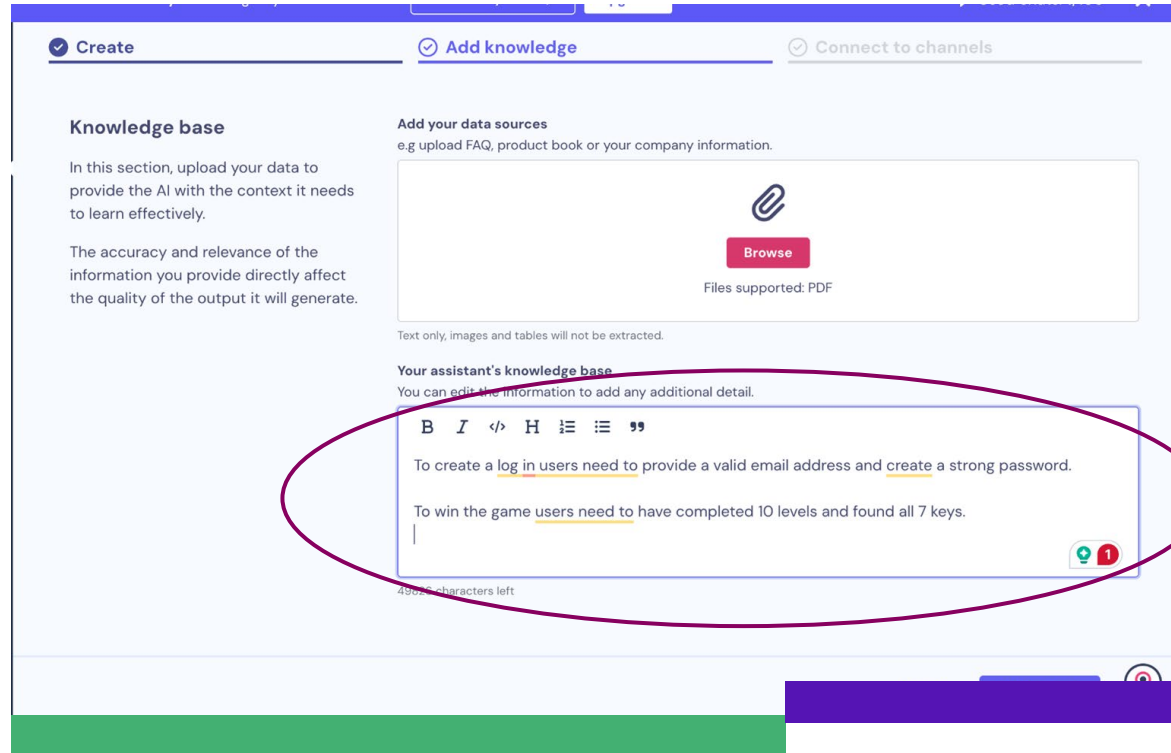 Create
Add knowledge
Connect to channels
Knowledge base
In this section, upload your data to
provide the AI with the context it needs
to learn effectively.
The accuracy and relevance of the
information you provide directly affect
the quality of the output it will generate.
Add your data sources
e.g upload FAQ, product book or your company information.
Browse
Files supported: PDF
Text only, images and tables will not be extracted.
Your assistant's knowledge base
You can edit the information to add any additional detail.
B I </> H
To create a log in users need to provide a valid email address and create a strong password.
To win the game users need to have completed 10 levels and found all 7 keys.
1
characters left